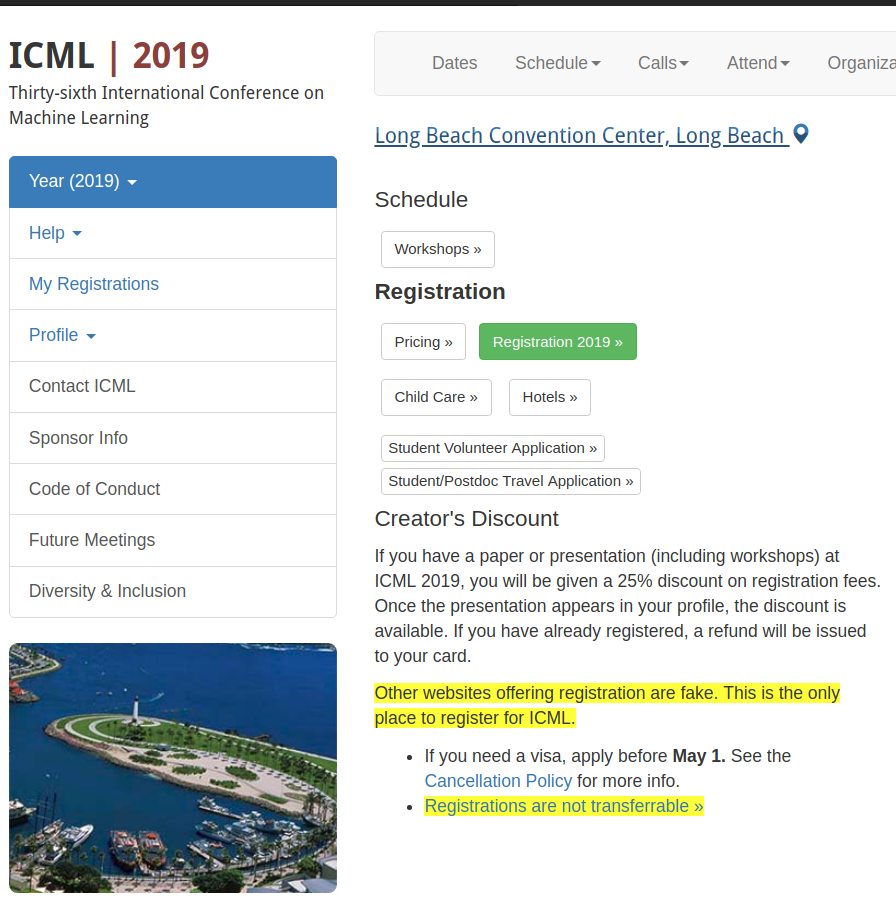 ICML | 2019
Thirty-sixth International Conference on
Machine Learning
Year (2019)
Help
My Registrations
Profile
Contact ICML
Sponsor Info
Code of Conduct
Future Meetings
Diversity & Inclusion
Dates Schedule Calls Attend Organiza
Long Beach Convention Center, Long Beach
Schedule
Workshops »
Registration
Pricing » Registration 2019 »
Child Care » Hotels »
Student Volunteer Application »
Student/Postdoc Travel Application »
Creator's Discount
If you have a paper or presentation (including workshops) at
ICML 2019, you will be given a 25% discount on registration fees.
Once the presentation appears in your profile, the discount is
available. If you have already registered, a refund will be issued
to your card.
Other websites offering registration are fake. This is the only
place to register for ICML.
• If you need a visa, apply before May 1. See the
Cancellation Policy for more info.
• Registrations are not transferrable »